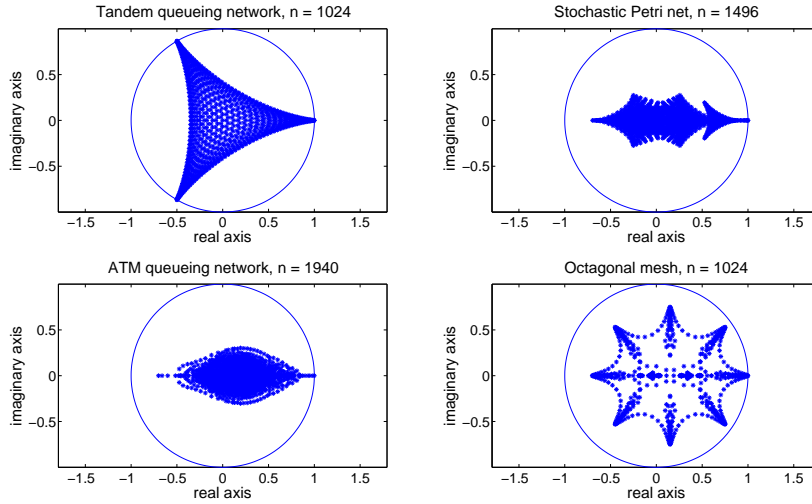 Tandem queueing network, n = 1024
0.5
0
−0.5
imaginary axis
−1.5 −1 −0.5 0 0.5 1 1.5
real axis
Stochastic Petri net, n = 1496
0.5
0
−0.5
imaginary axis
−1.5 −1 −0.5 0 0.5 1 1.5
real axis
ATM queueing network, n = 1940
0.5
0
−0.5
imaginary axis
−1.5 −1 −0.5 0 0.5 1 1.5
real axis
Octagonal mesh, n = 1024
0.5
0
−0.5
imaginary axis
−1.5 −1 −0.5 0 0.5 1 1.5
real axis